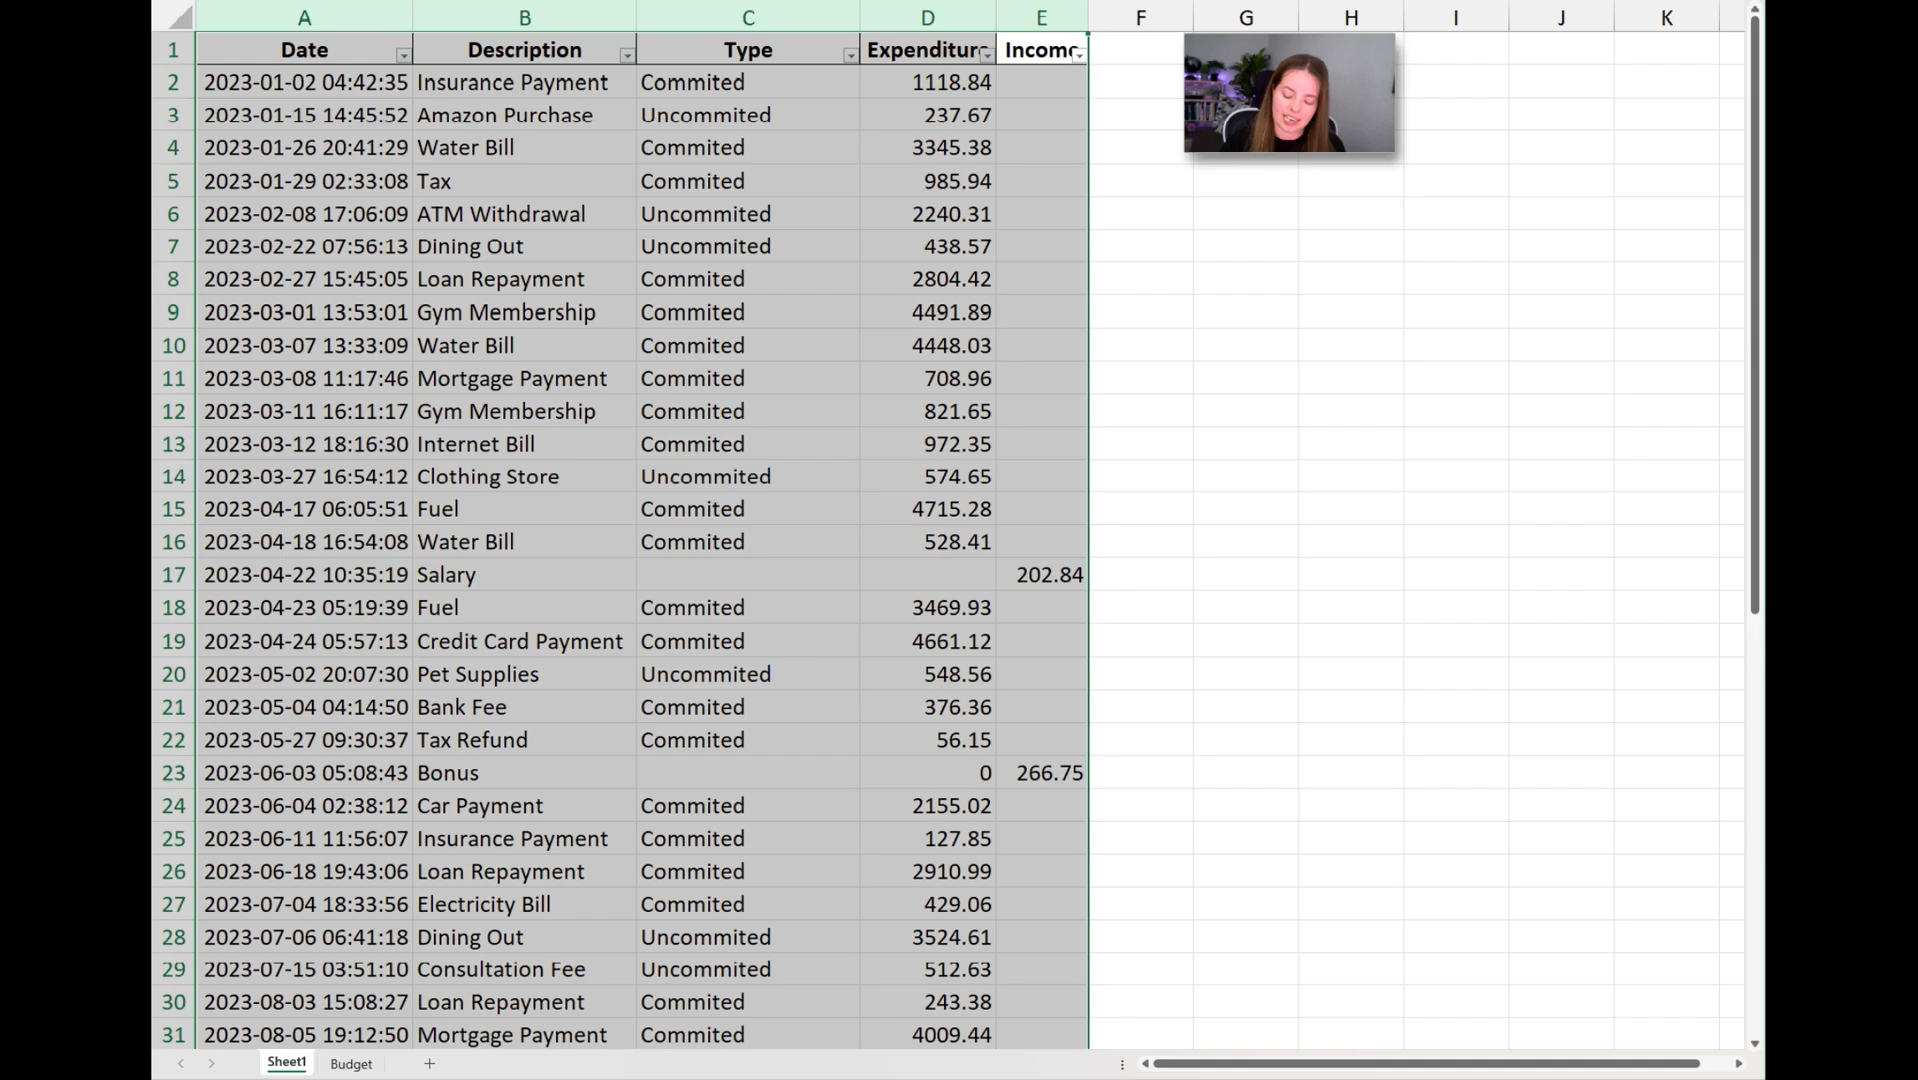 A B C D E F G H I J K
1 Date Description Type Expenditur Income
2 2023-01-02 04:42:35 Insurance Payment Commited 1118.84
3 2023-01-15 14:45:52 Amazon Purchase Uncommited 237.67
4 2023-01-26 20:41:29 Water Bill Commited 3345.38
5 2023-01-29 02:33:08 Tax Commited 985.94
6 2023-02-08 17:06:09 ATM Withdrawal Uncommited 2240.31
7 2023-02-22 07:56:13 Dining Out Uncommited 438.57
8 2023-02-27 15:45:05 Loan Repayment Commited 2804.42
9 2023-03-01 13:53:01 Gym Membership Commited 4491.89
10 2023-03-07 13:33:09 Water Bill Commited 4448.03
11 2023-03-08 11:17:46 Mortgage Payment Commited 708.96
12 2023-03-11 16:11:17 Gym Membership Commited 821.65
13 2023-03-12 18:16:30 Internet Bill Commited 972.35
14 2023-03-27 16:54:12 Clothing Store Uncommited 574.65
15 2023-04-17 06:05:51 Fuel Commited 4715.28
16 2023-04-18 16:54:08 Water Bill Commited 528.41
17 2023-04-22 10:35:19 Salary 202.84
18 2023-04-23 05:19:39 Fuel Commited 3469.93
19 2023-04-24 05:57:13 Credit Card Payment Commited 4661.12
20 2023-05-02 20:07:30 Pet Supplies Uncommited 548.56
21 2023-05-04 04:14:50 Bank Fee Commited 376.36
22 2023-05-27 09:30:37 Tax Refund Commited 56.15
23 2023-06-03 05:08:43 Bonus 0 266.75
24 2023-06-04 02:38:12 Car Payment Commited 2155.02
25 2023-06-11 11:56:07 Insurance Payment Commited 127.85
26 2023-06-18 19:43:06 Loan Repayment Commited 2910.99
27 2023-07-04 18:33:56 Electricity Bill Commited 429.06
28 2023-07-06 06:41:18 Dining Out Uncommited 3524.61
29 2023-07-15 03:51:10 Consultation Fee Uncommited 512.63
30 2023-08-03 15:08:27 Loan Repayment Commited 243.38
31 2023-08-05 19:12:50 Mortgage Payment Commited 4009.44
Sheet1 Budget